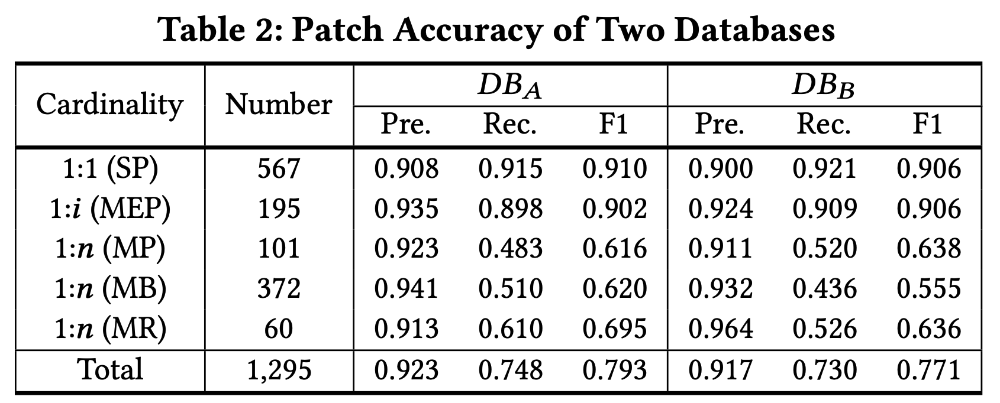 Table 2: Patch Accuracy of Two Databases
Cardinality Number DB_A DB_B
Pre. Rec. F1 Pre. Rec. F1
1:1 (SP) 567 0.908 0.915 0.910 0.900 0.921 0.906
1:i (MEP) 195 0.935 0.898 0.902 0.924 0.909 0.906
1:n (MP) 101 0.923 0.483 0.616 0.911 0.520 0.638
1:n (MB) 372 0.941 0.510 0.620 0.932 0.436 0.555
1:n (MR) 60 0.913 0.610 0.695 0.964 0.526 0.636
Total 1,295 0.923 0.748 0.793 0.917 0.730 0.771